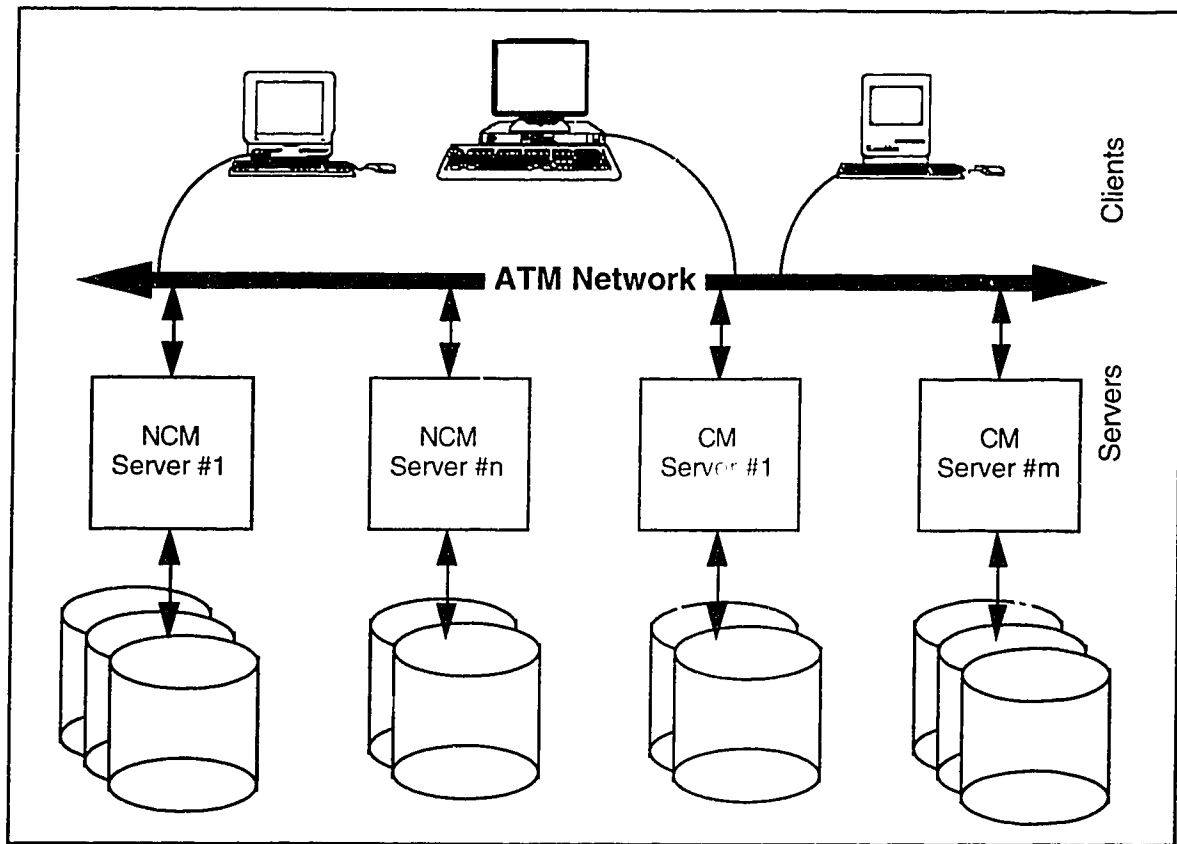 Clients
ATM Network
Servers
NCM
Server #1
NCM
Server #n
CM
Server #1
CM
Server #m